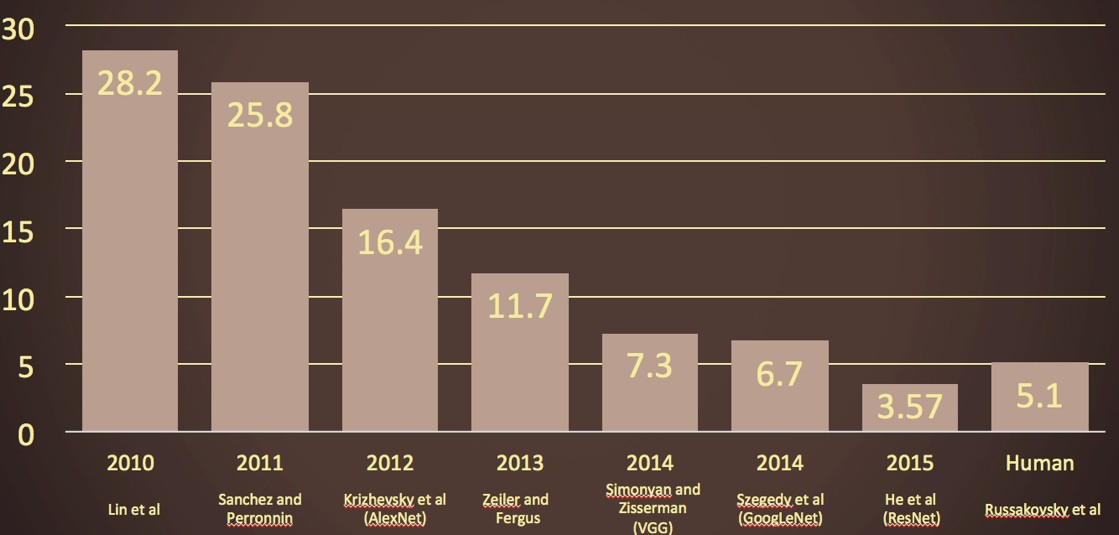 30
25
20
15
10
5
0
28.2
25.8
16.4
11.7
7.3
6.7
3.57
5.1
2010
2011
2012
2013
2014
2014
2015
Human
Lin et al
Sanchez and
Perronnin
Krizhevsky et al
(AlexNet)
Zeiler and
Fergus
Simonyan and
Zisserman
(VGG)
Szegedy et al
(GoogLeNet)
He et al
(ResNet)
Russakovsky et al